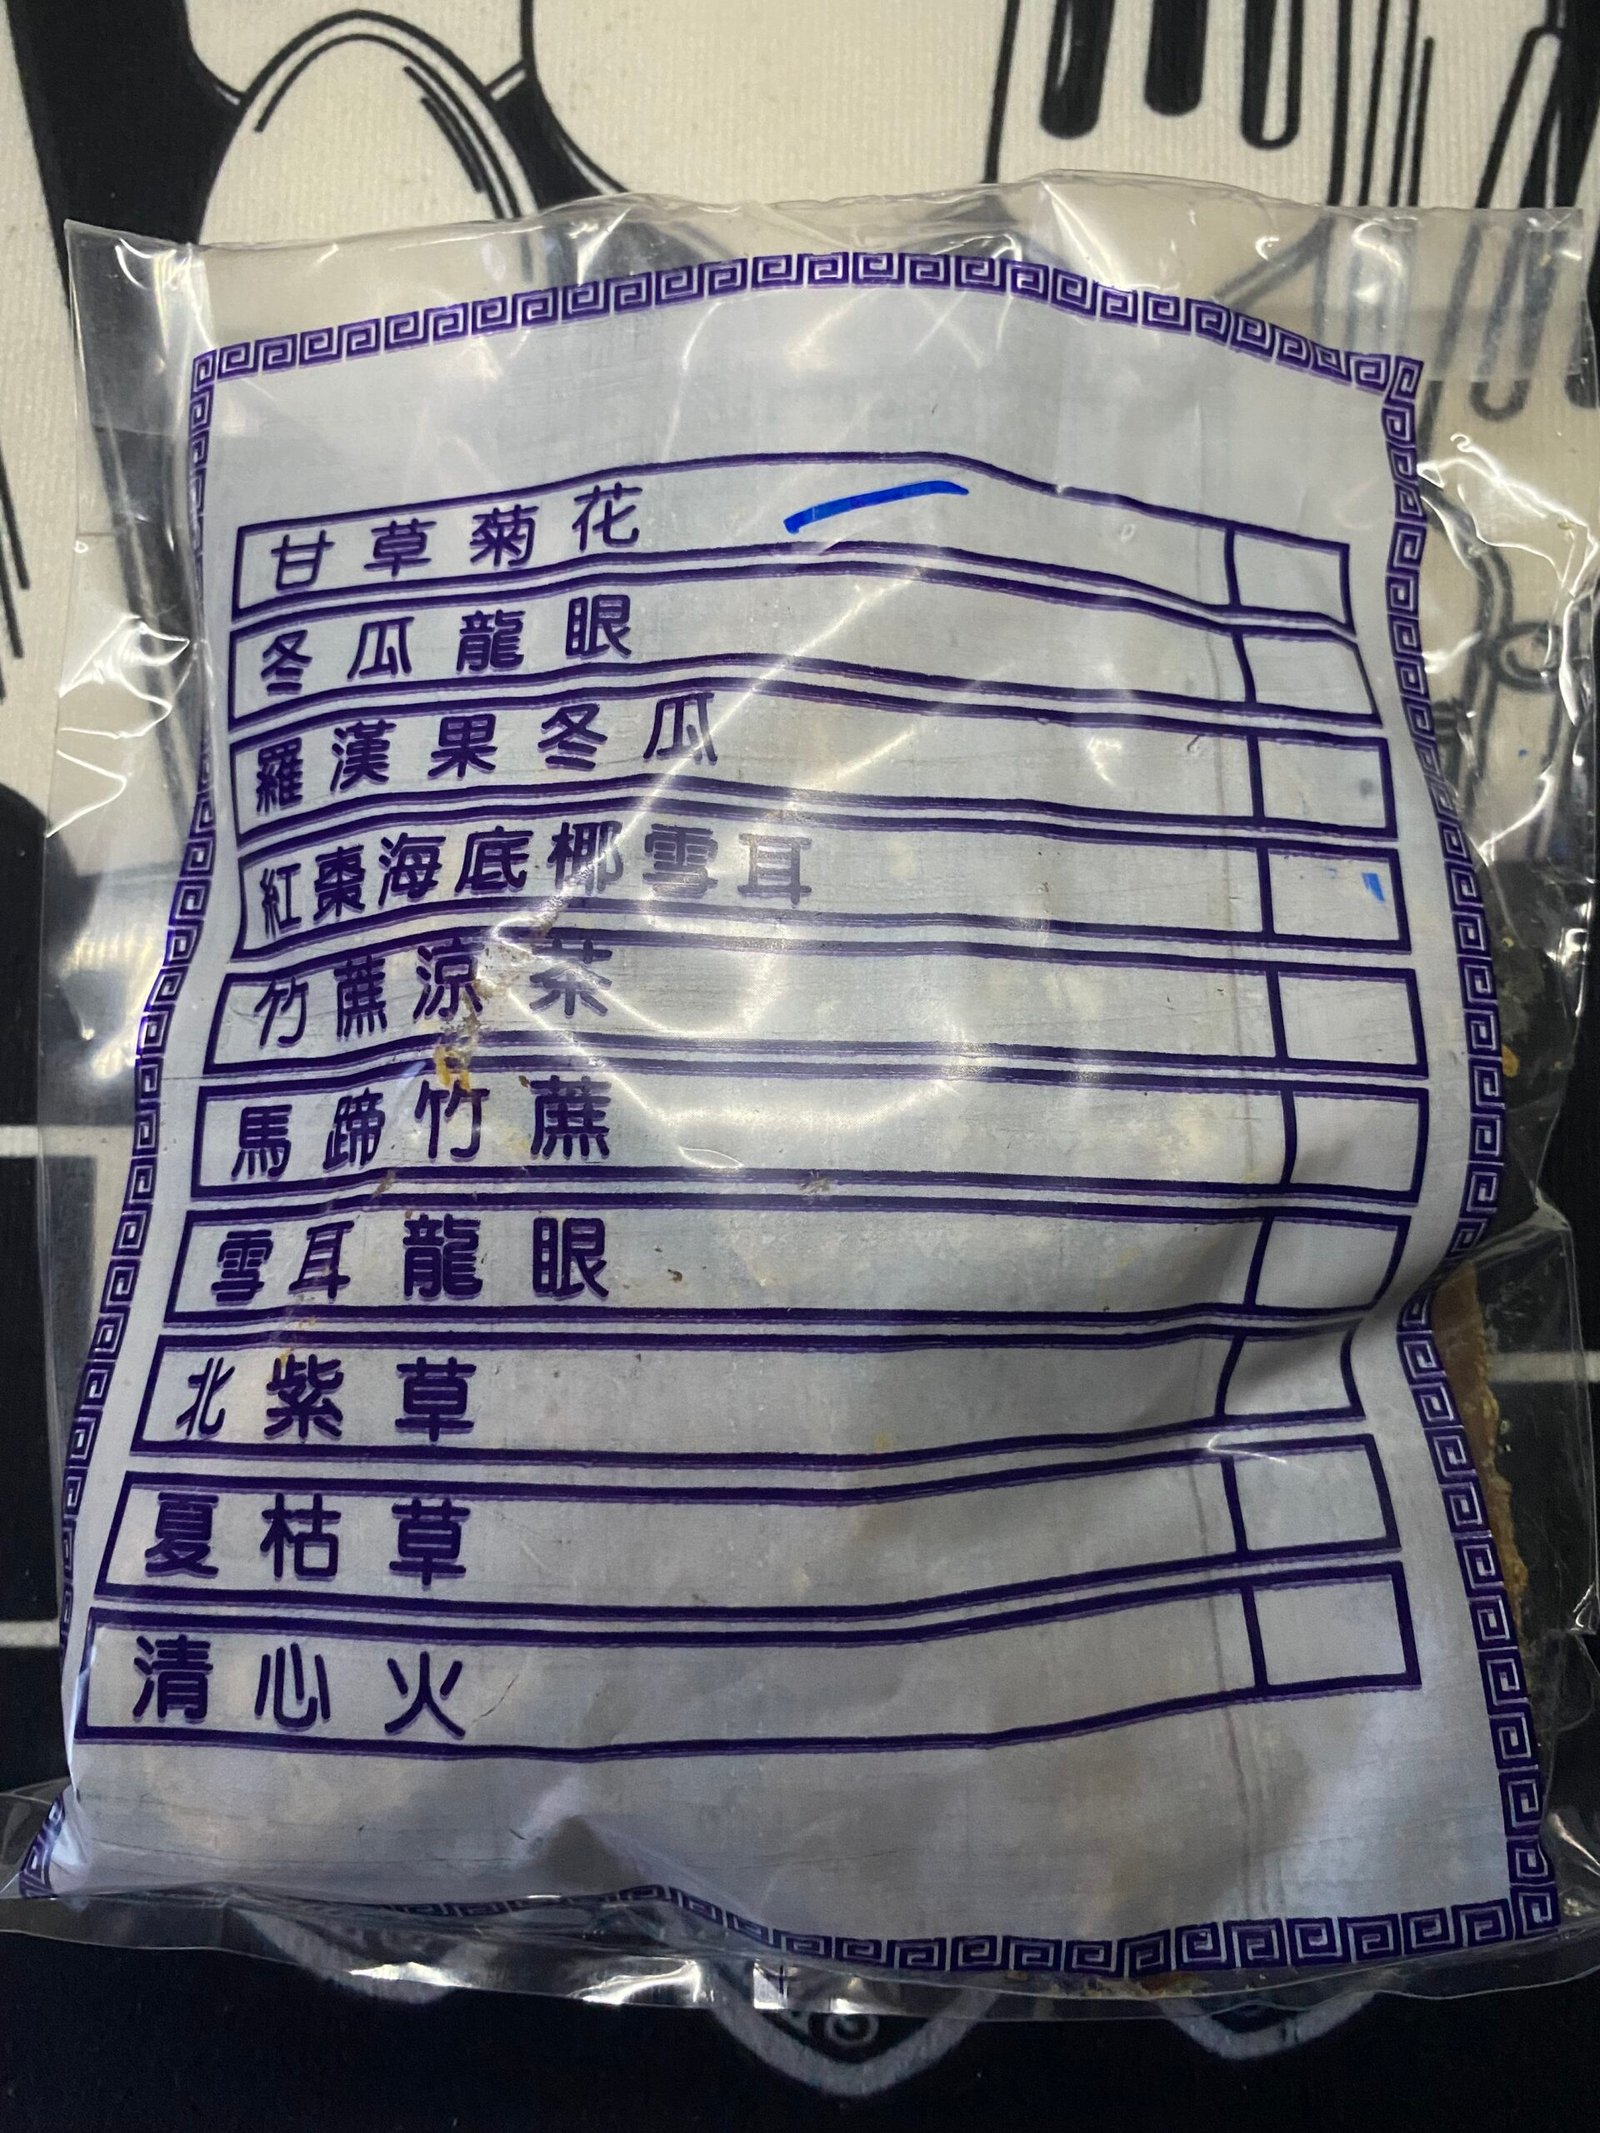 甘草菊花
冬瓜龍眼
羅漢果冬瓜
紅棗海底椰雪耳
竹蔗涼茶
馬蹄竹蔗
雪耳龍眼
北紫草
夏枯草
清心火